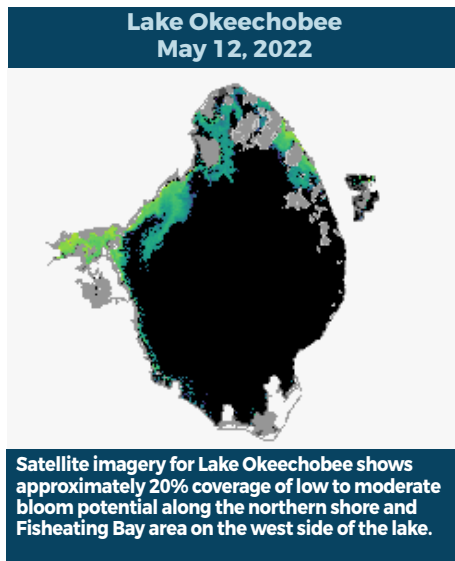 Lake Okeechobee
May 12, 2022
Satellite imagery for Lake Okeechobee shows
approximately 20% coverage of low to moderate
bloom potential along the northern shore and
Fisheating Bay area on the west side of the lake.